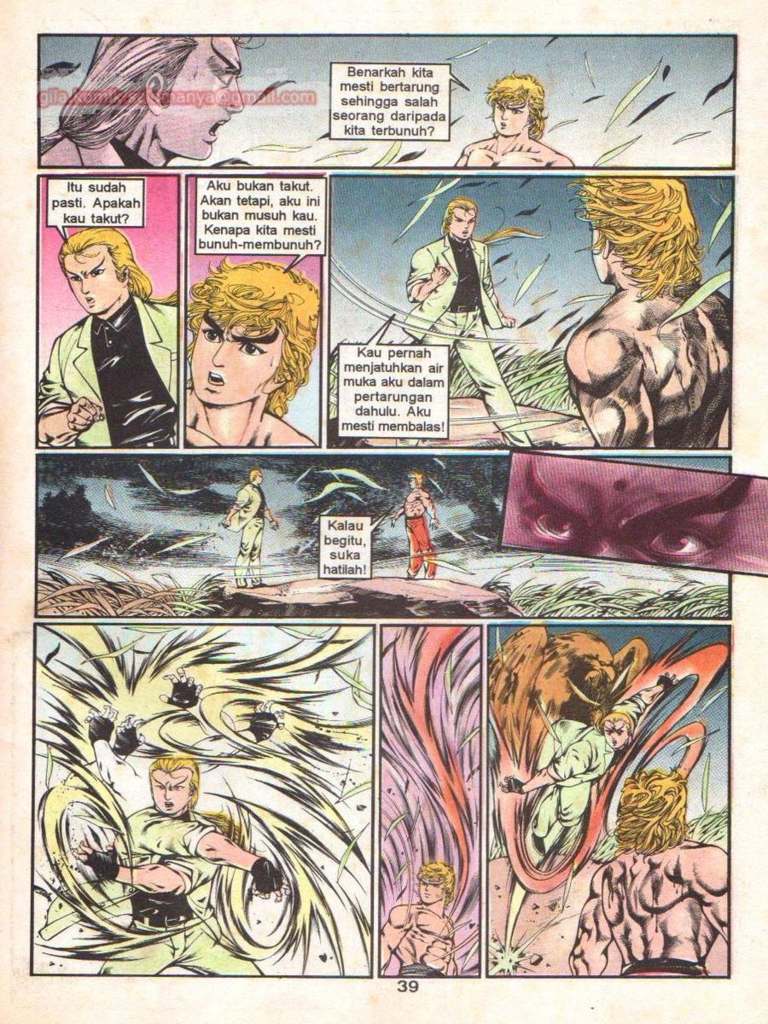 Benarkah kita
mesti bertarung
sehingga salah
seorang daripada
kita terbunuh?
Itu sudah
pasti. Apakah
kau takut?
Aku bukan takut.
Akan tetapi, aku ini
bukan musuh kau.
Kenapa kita mesti
bunuh-membunuh?
Kau pernah
menjatuhkan air
muka aku dalam
pertarungan
dahulu. Aku
mesti membalas!
Kalau
begitu,
suka
hatilah!
39